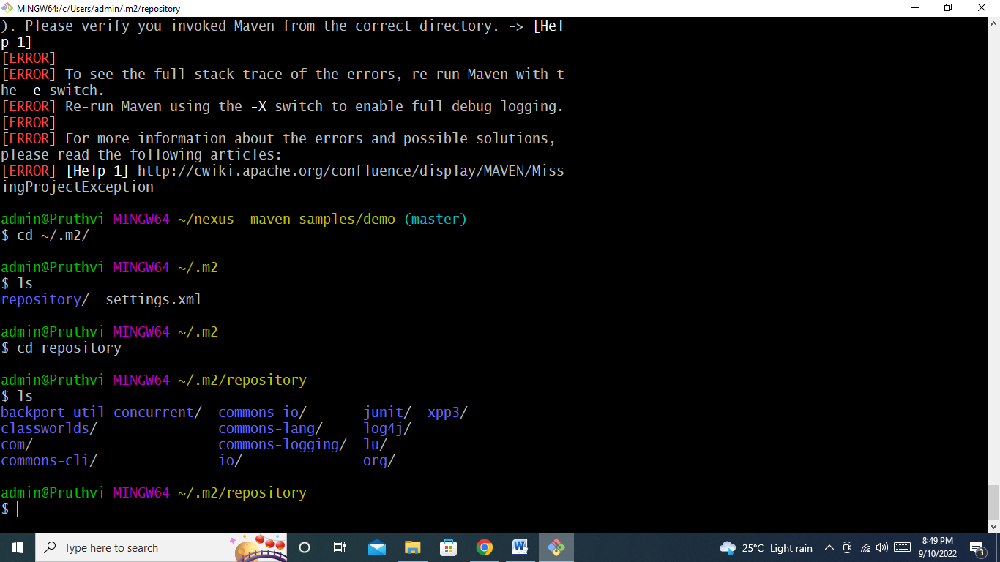 MINGW64:/c/Users/admin/.m2/repository
). Please verify you invoked Maven from the correct directory. -> [Hel
p 1]
[ERROR]
[ERROR] To see the full stack trace of the errors, re-run Maven with t
he -e switch.
[ERROR] Re-run Maven using the -X switch to enable full debug logging.
[ERROR]
[ERROR] For more information about the errors and possible solutions,
please read the following articles:
[ERROR] [Help 1] http://cwiki.apache.org/confluence/display/MAVEN/Miss
ingProjectException
admin@Pruthvi MINGW64 ~/nexus--maven-samples/demo (master)
$ cd ~/.m2/
admin@Pruthvi MINGW64 ~/.m2
$ ls
repository/  settings.xml
admin@Pruthvi MINGW64 ~/.m2
$ cd repository
admin@Pruthvi MINGW64 ~/.m2/repository
$ ls
backport-util-concurrent/  commons-io/       junit/  xpp3/
classworlds/               commons-lang/     log4j/
com/                       commons-logging/  lu/
commons-cli/               io/               org/
admin@Pruthvi MINGW64 ~/.m2/repository
$
Type here to search
25°C Light rain
8:49 PM
9/10/2022
3